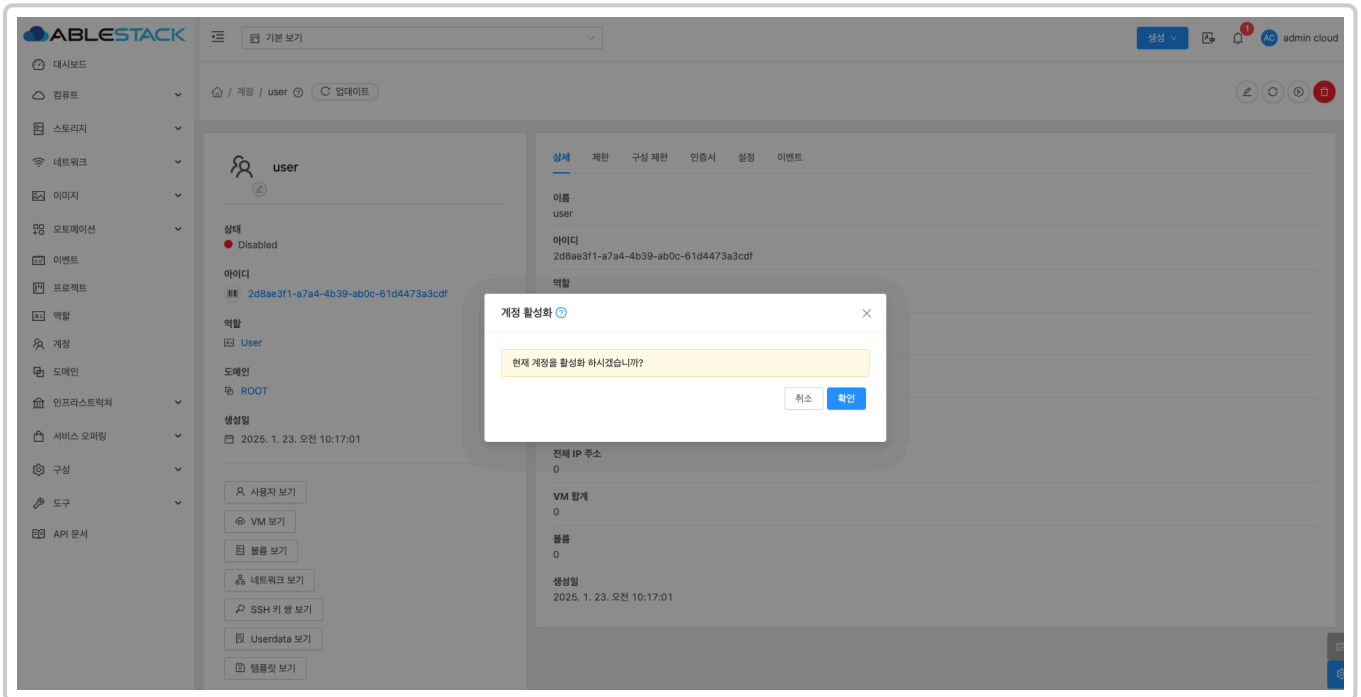 ABLESTACK
기본 보기
생성
1
AC
admin cloud
대시보드
컴퓨트
스토리지
네트워크
이미지
오토메이션
이벤트
프로젝트
역할
계정
도메인
인프라스트럭쳐
서비스 오퍼링
구성
도구
API 문서
/ 계정 / user
업데이트
user
상태
Disabled
아이디
2d8ae3f1-a7a4-4b39-ab0c-61d4473a3cdf
역할
User
도메인
ROOT
생성일
2025. 1. 23. 오전 10:17:01
사용자 보기
VM 보기
볼륨 보기
네트워크 보기
SSH 키 쌍 보기
Userdata 보기
템플릿 보기
상세 제한 구성 제한 인증서 설정 이벤트
이름
user
아이디
2d8ae3f1-a7a4-4b39-ab0c-61d4473a3cdf
역할
계정 활성화
현재 계정을 활성화 하시겠습니까?
취소
확인
전체 IP 주소
0
VM 합계
0
볼륨
0
생성일
2025. 1. 23. 오전 10:17:01